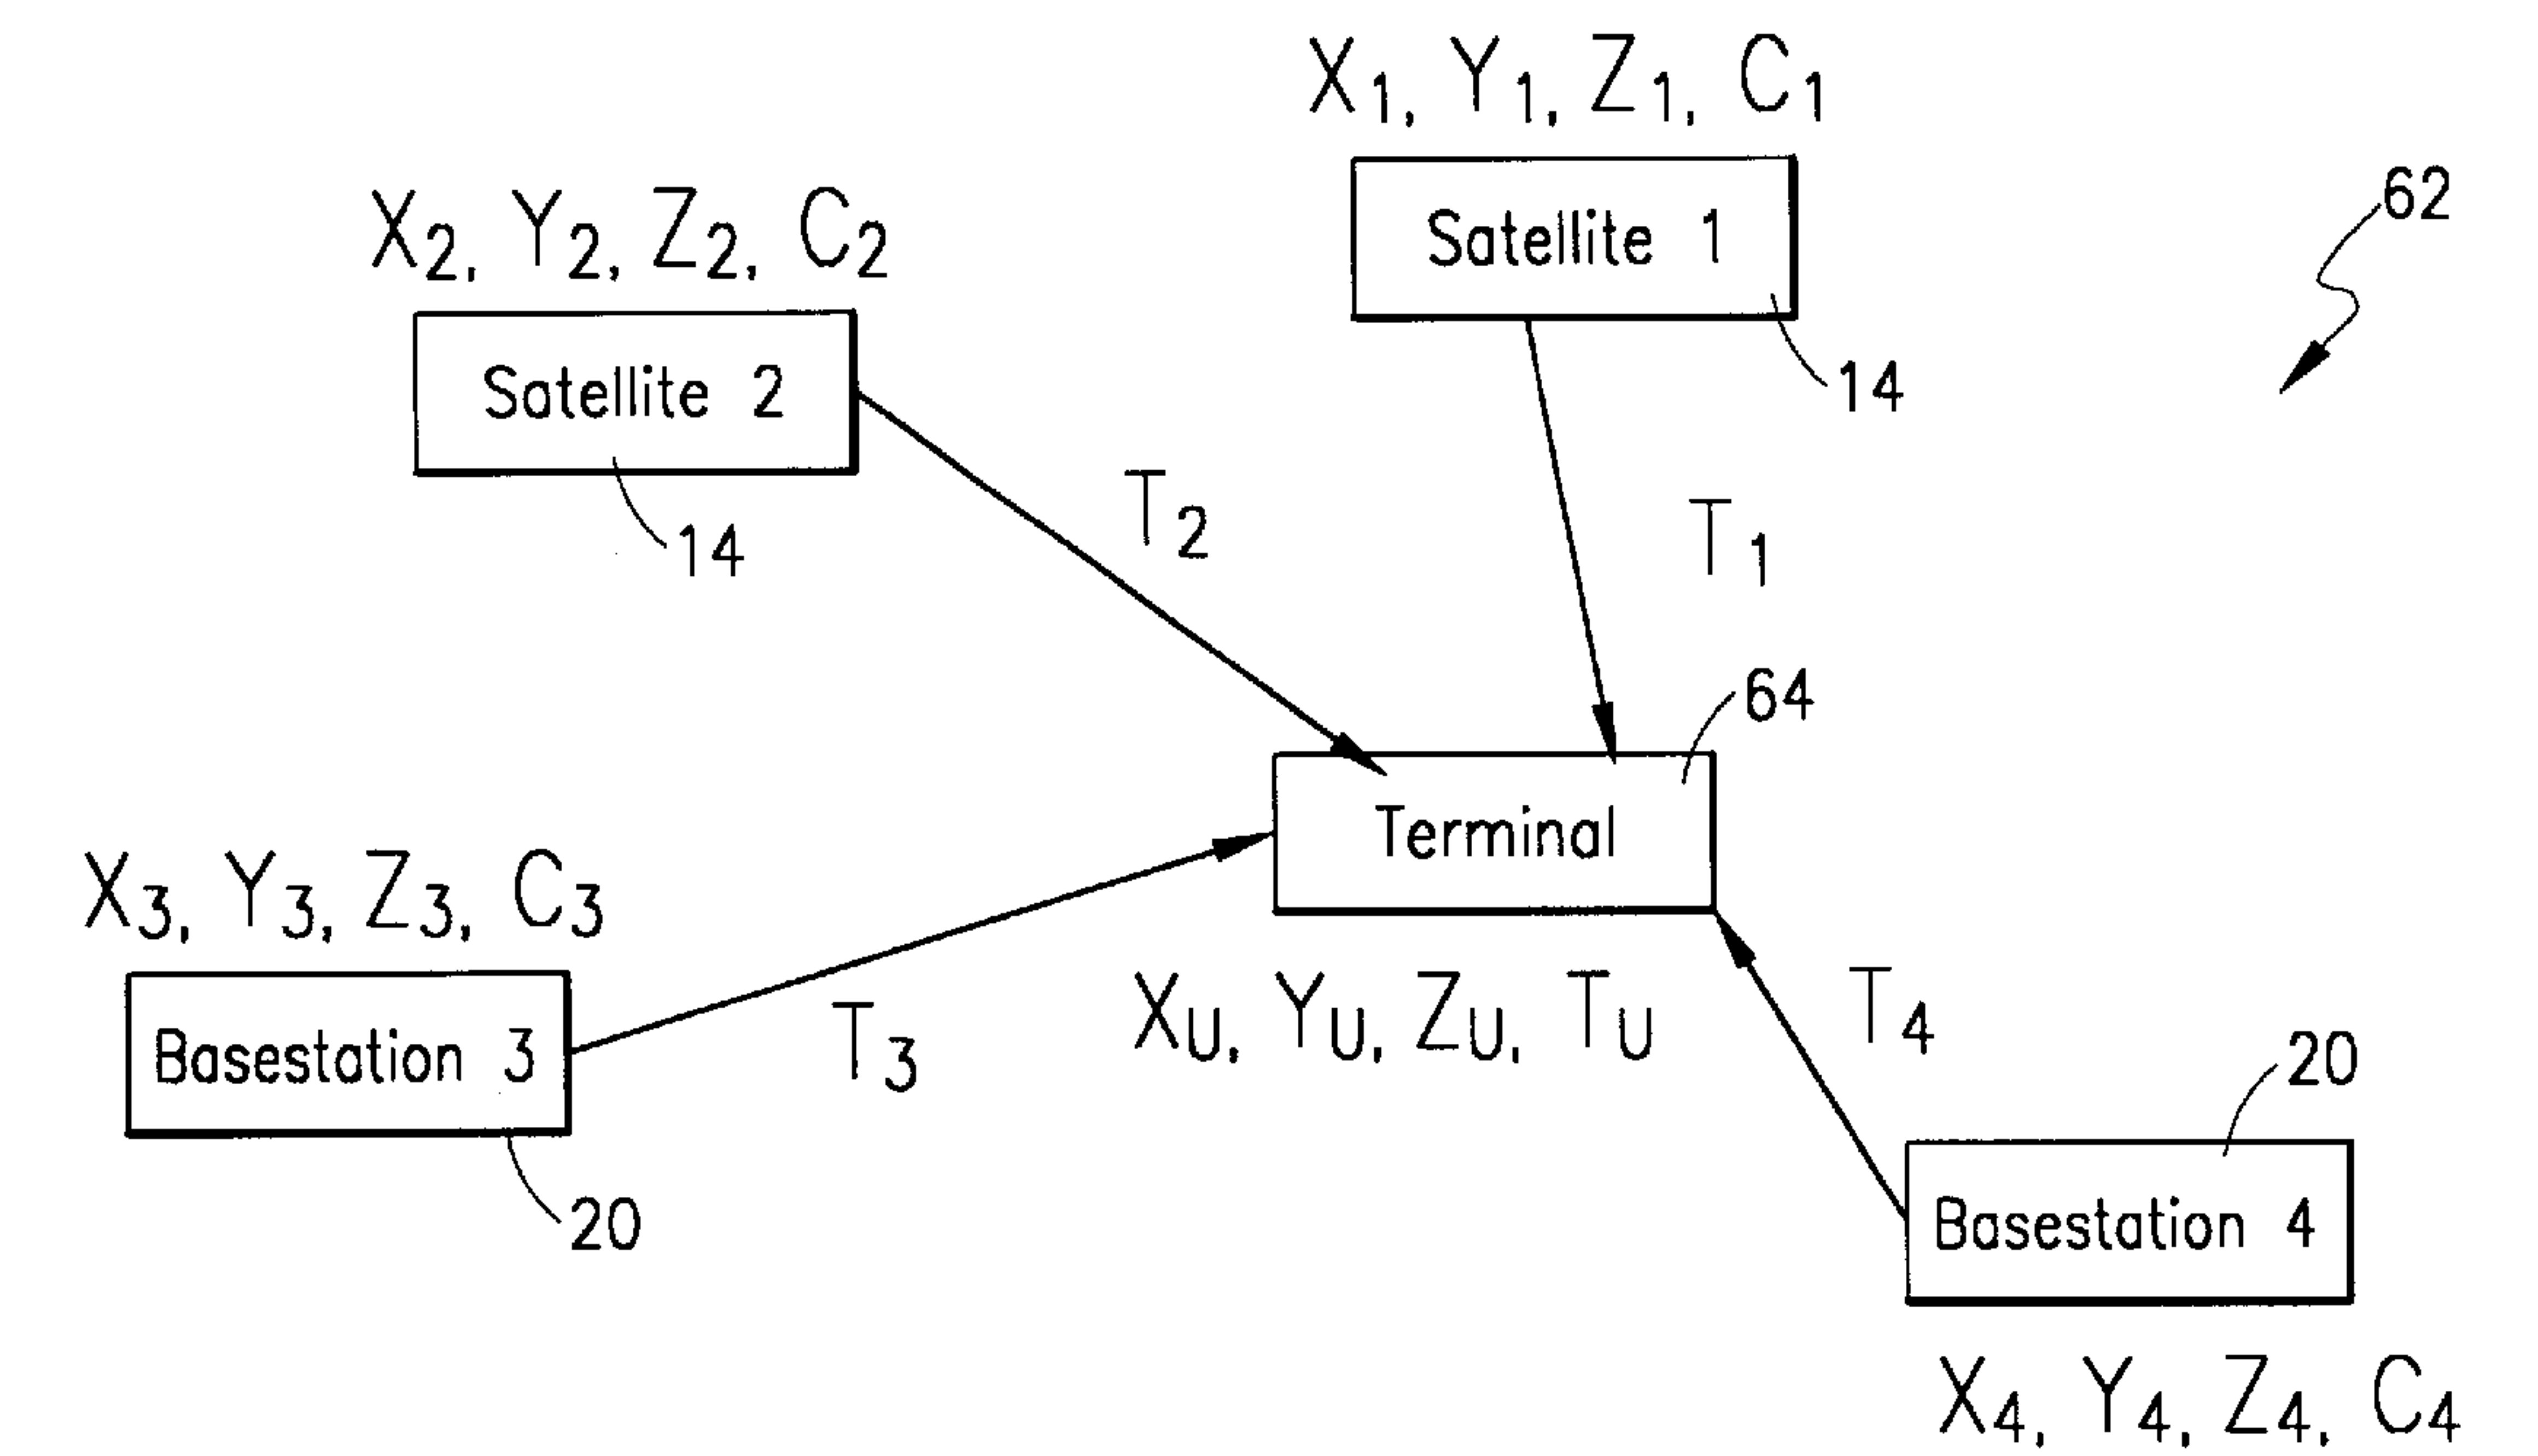 X1, Y1, Z1, C1
Satellite 1
14
62
X2, Y2, Z2, C2
Satellite 2
14
T2
T1
64
Terminal
XU, YU, ZU, TU
X3, Y3, Z3, C3
Basestation 3
20
T3
T4
20
Basestation 4
X4, Y4, Z4, C4